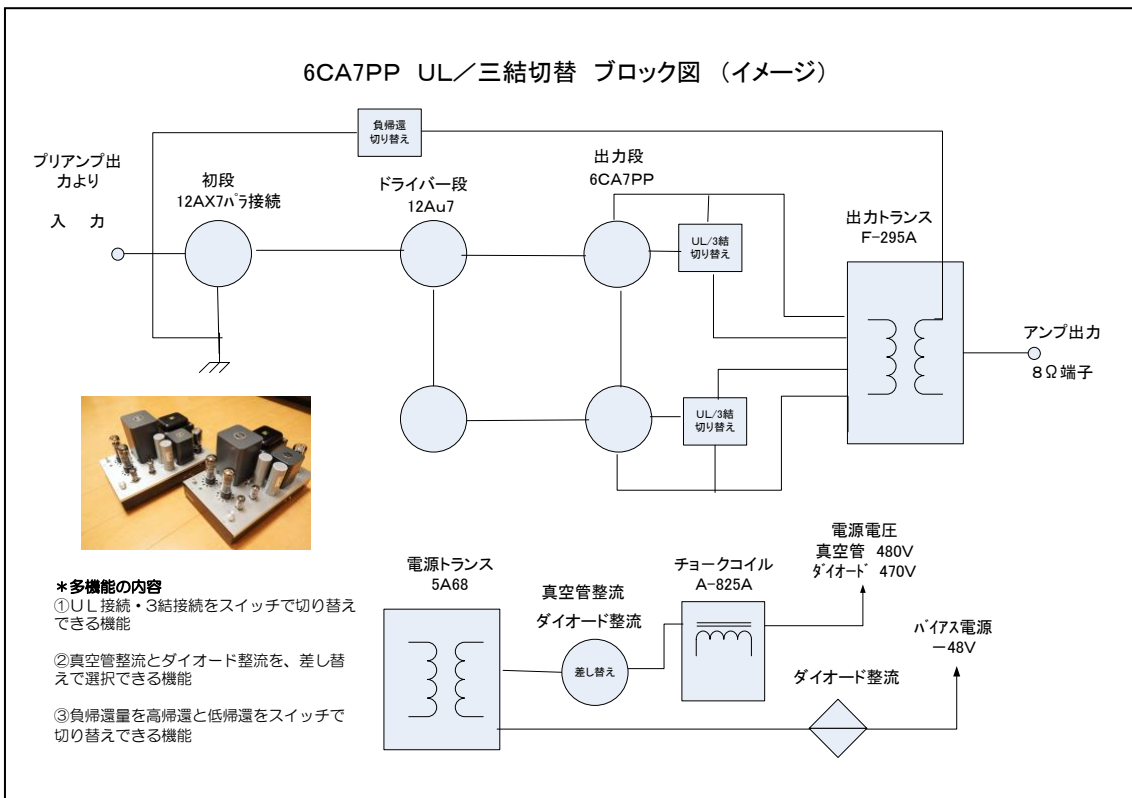 6CA7PP UL／三結切替 ブロック図 （イメージ）
負帰還
切り替え
プリアンプ出
力より
入 力
初段
12AX7ﾊﾟﾗ接続
ドライバー段
12Au7
出力段
6CA7PP
UL/3結
切り替え
出力トランス
F-295A
アンプ出力
８Ω端子
UL/3結
切り替え
＊多機能の内容
①ＵＬ接続・３結接続をスイッチで切り替え
できる機能
②真空管整流とダイオード整流を、差し替
えで選択できる機能
③負帰還量を高帰還と低帰還をスイッチで
切り替えできる機能
電源トランス
5A68
真空管整流
ダイオード整流
差し替え
チョークコイル
A-825A
電源電圧
真空管 480V
ﾀﾞｲｵｰﾄﾞ 470V
ﾊﾞｲｱｽ電源
－48V
ダイオード整流